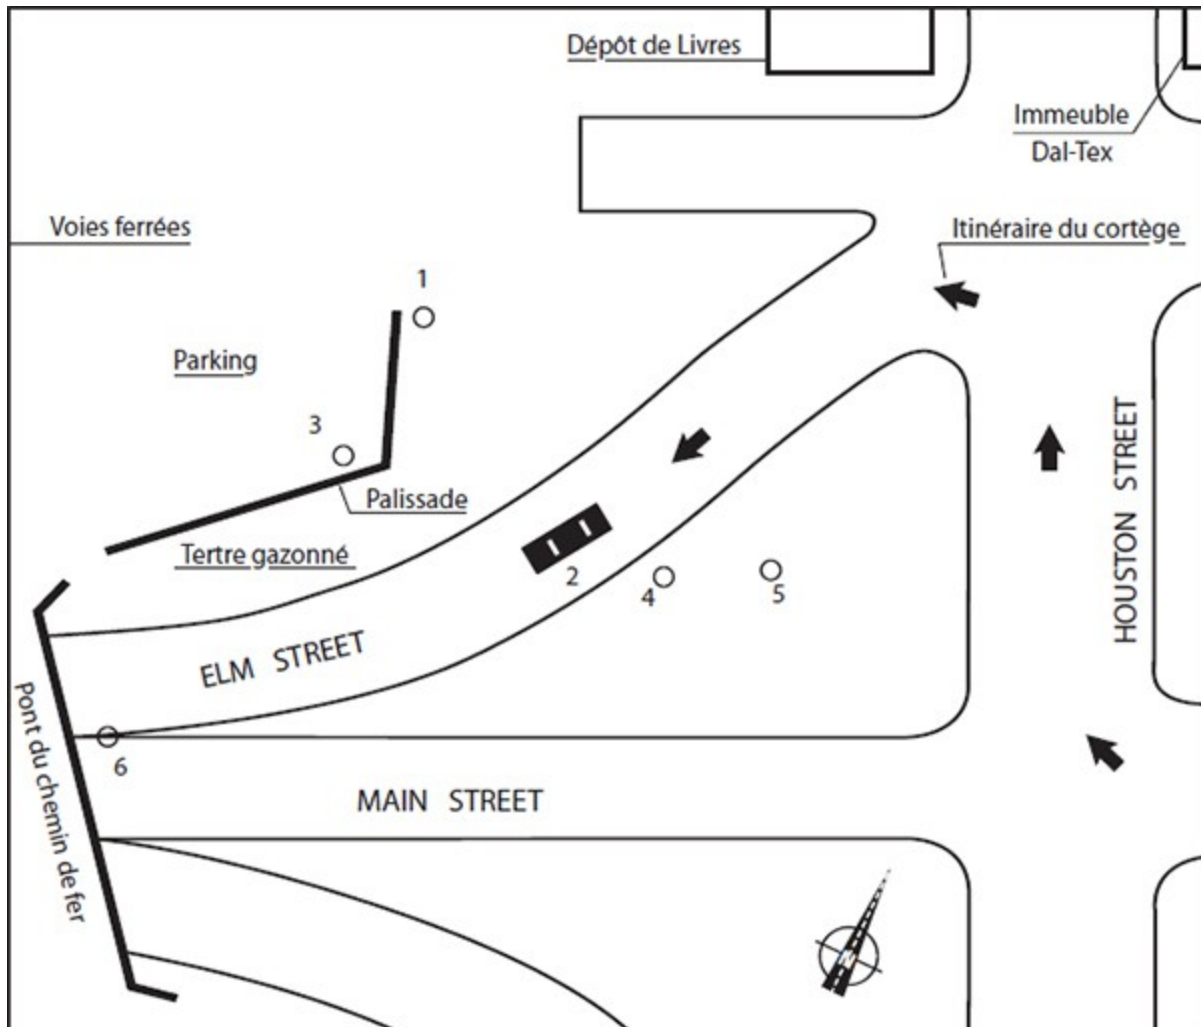 Dépôt de Livres
Immeuble
Dal-Tex
Voies ferrées
Itinéraire du cortège
1
Parking
3
Palissade
Tertre gazonné
2
4
5
HOUSTON STREET
ELM STREET
Pont du chemin de fer
6
MAIN STREET
N